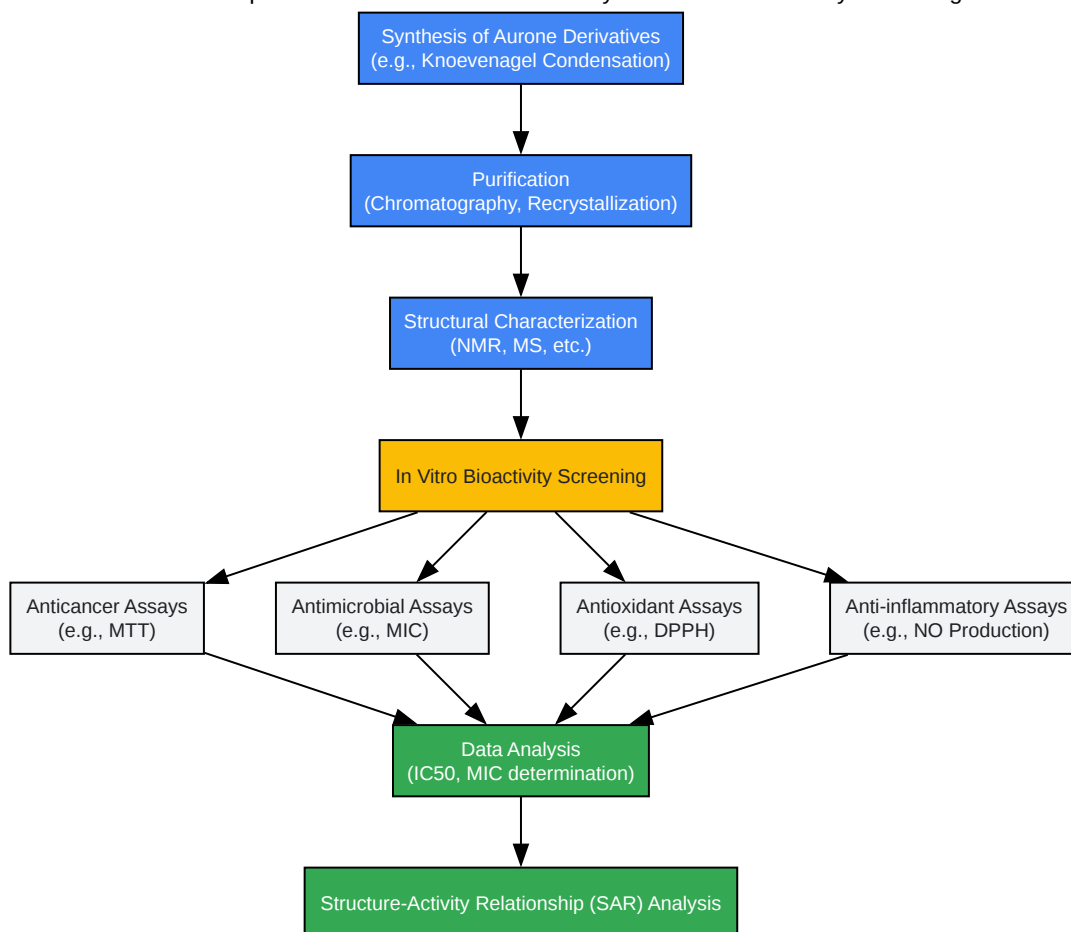 Synthesis of Aurone Derivatives
(e.g., Knoevenagel Condensation)
Purification
(Chromatography, Recrystallization)
Structural Characterization
(NMR, MS, etc.)
In Vitro Bioactivity Screening
Anticancer Assays
(e.g., MTT)
Antimicrobial Assays
(e.g., MIC)
Antioxidant Assays
(e.g., DPPH)
Anti-inflammatory Assays
(e.g., NO Production)
Data Analysis
(IC50, MIC determination)
Structure-Activity Relationship (SAR) Analysis